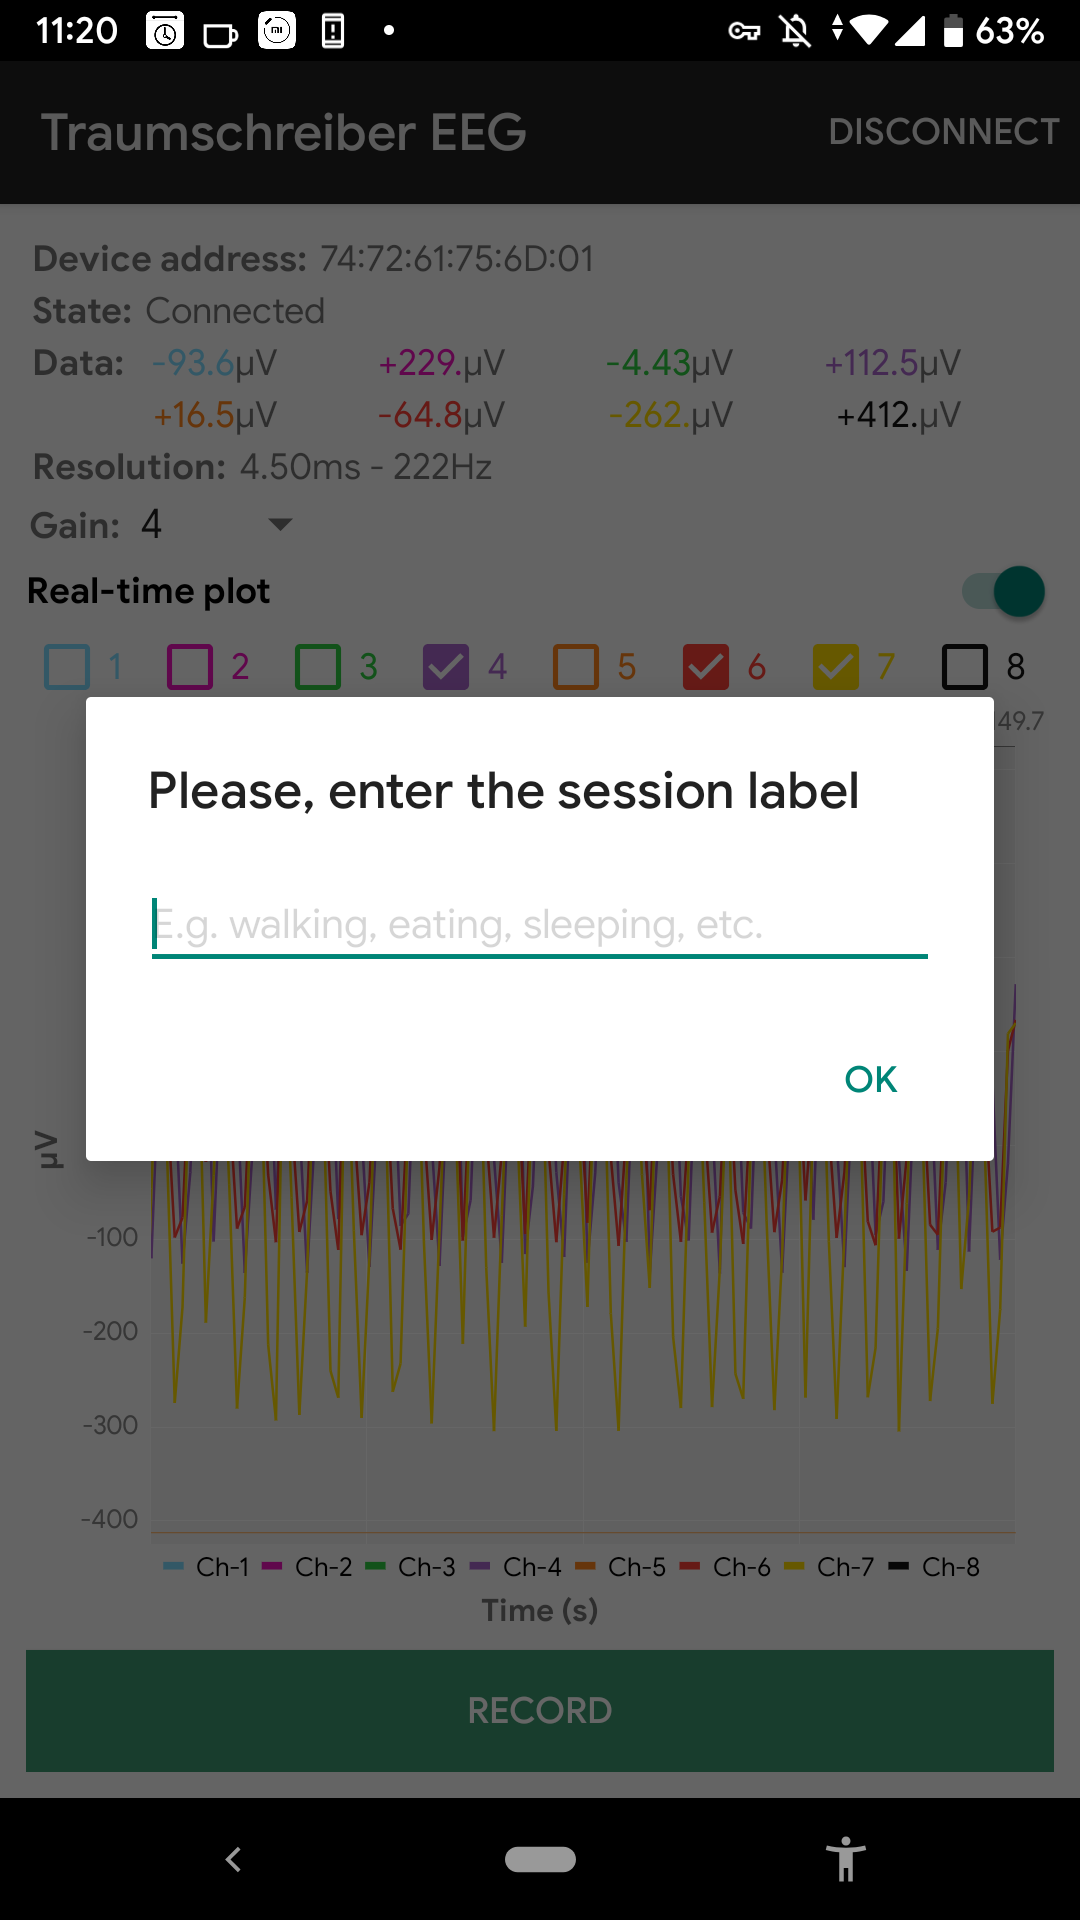 11:20 63%
Traumschreiber EEG DISCONNECT
Device address: 74:72:61:75:6D:01
State: Connected
Data: -93.6µV +229.µV -4.43µV +112.5µV
+16.5µV -64.8µV -262.µV +412.µV
Resolution: 4.50ms - 222Hz
Gain: 4
Real-time plot
1 2 3 4 5 6 7 8
49.7
Please, enter the session label
E.g. walking, eating, sleeping, etc.
OK
µV
-100
-200
-300
-400
Ch-1 Ch-2 Ch-3 Ch-4 Ch-5 Ch-6 Ch-7 Ch-8
Time (s)
RECORD